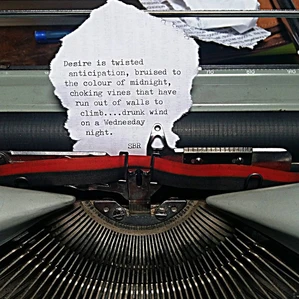 Desire is twisted
anticipation, bruised to
the colour of midnight,
choking vines that have
run out of walls to
climb....drunk wind
on a Wednesday
night.
SBR